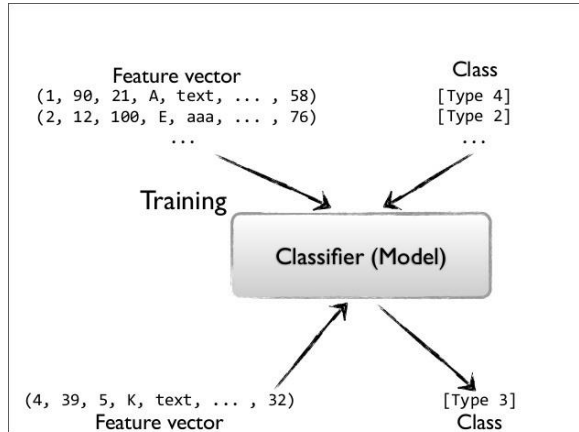 Feature vector
(1, 90, 21, A, text, ... , 58)
(2, 12, 100, E, aaa, ... , 76)
...
Class
[Type 4]
[Type 2]
...
Training
Classifier (Model)
(4, 39, 5, K, text, ... , 32)
Feature vector
[Type 3]
Class